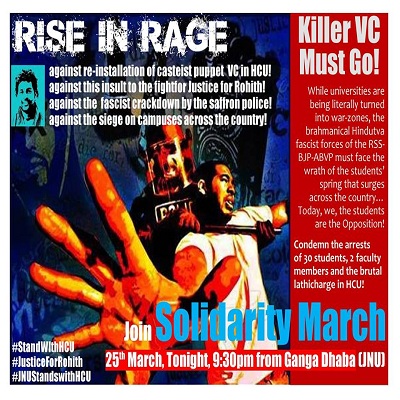 RISE IN RAGE
against re-installation of casteist puppet VC in HCU!
against this insult to the fightforJustice for Rohith!
against the fascist crackdown by the saffron police!
against the siege on campuses across the country!
Killer VC
Must Go!
While universities are
being literally turned
into war-zones, the
brahmanical Hindutva
fascist forces of the RSS-
BJP-ABVP must face the
wrath of the students'
spring that surges
across the country...
Today, we, the students
are the Opposition!
Condemn the arrests
of 30 students, 2 faculty
members and the brutal
lathicharge in HCU!
Join Solidarity March
25th March, Tonight, 9:30pm from Ganga Dhaba (JNU)
#StandWithHCU
#JusticeForRohith
#JNUStandswithHCU